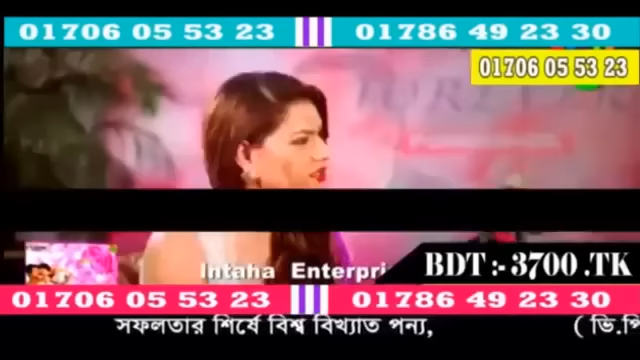 01706 05 53 23 01786 49 23 30
01706 05 53 23
FOREVER
Intaha Enterpri
BDT :- 3700 .TK
01706 05 53 23 01786 49 23 30
সফলতার শির্ষে বিশ্ব বিখ্যাত পন্য, ( ভি.পি